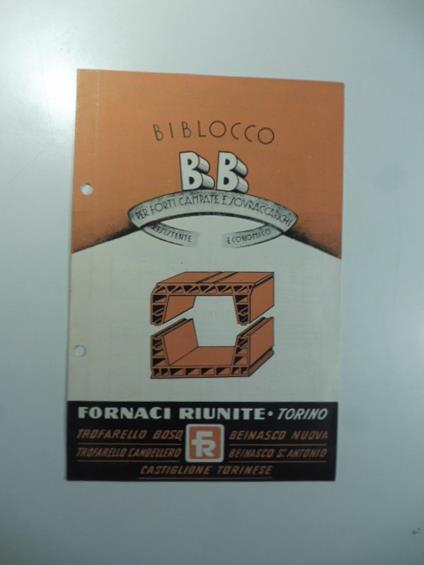 BIBLOCCO
BB
PER FORTI CAMPATE E SOVRACCARICHI
RESISTENTE ECONOMICO
FORNACI RIUNITE • TORINO
TROFARELLO BOSQ BEINASCO NUOVA
FR
TROFARELLO CANDELLERO BEINASCO S. ANTONIO
CASTIGLIONE TORINESE